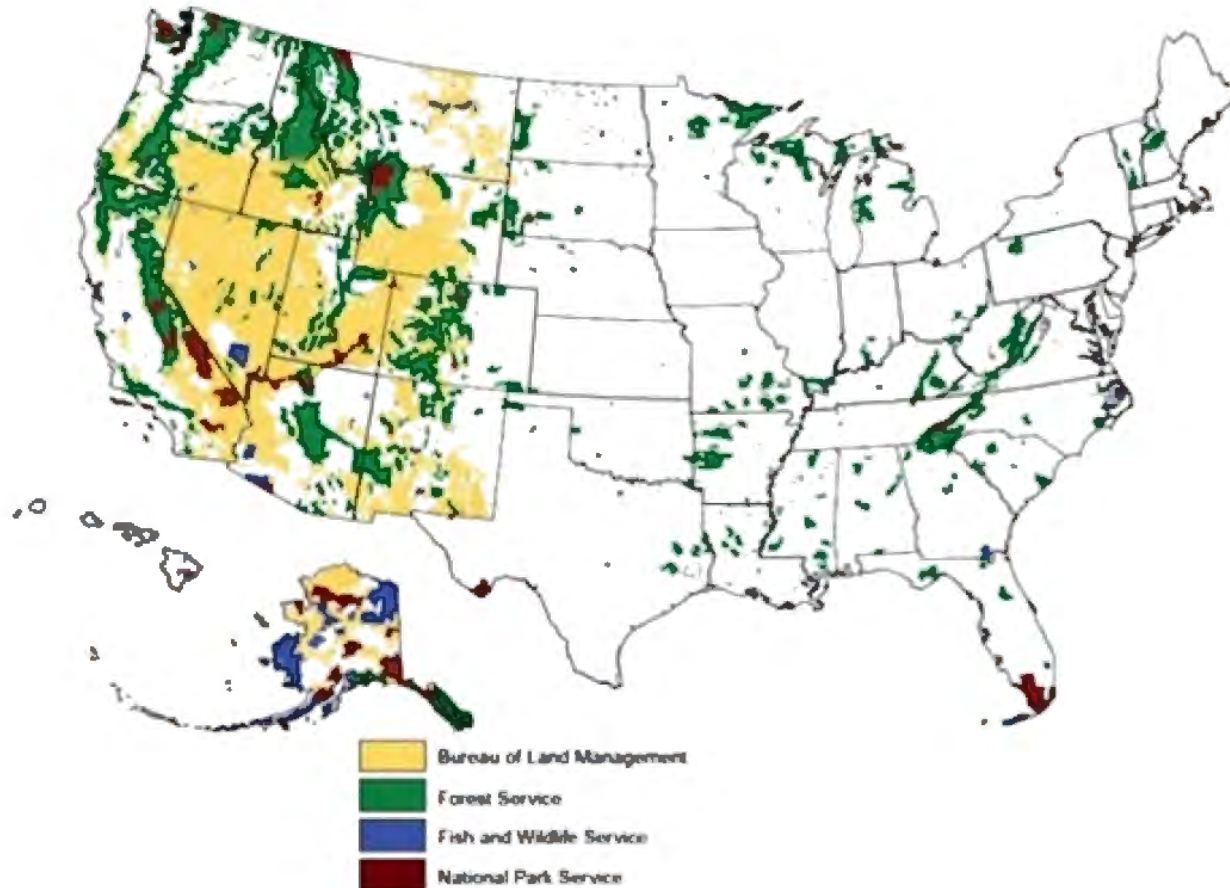 Bureau of Land Management
Forest Service
Fish and Wildlife Service
National Park Service